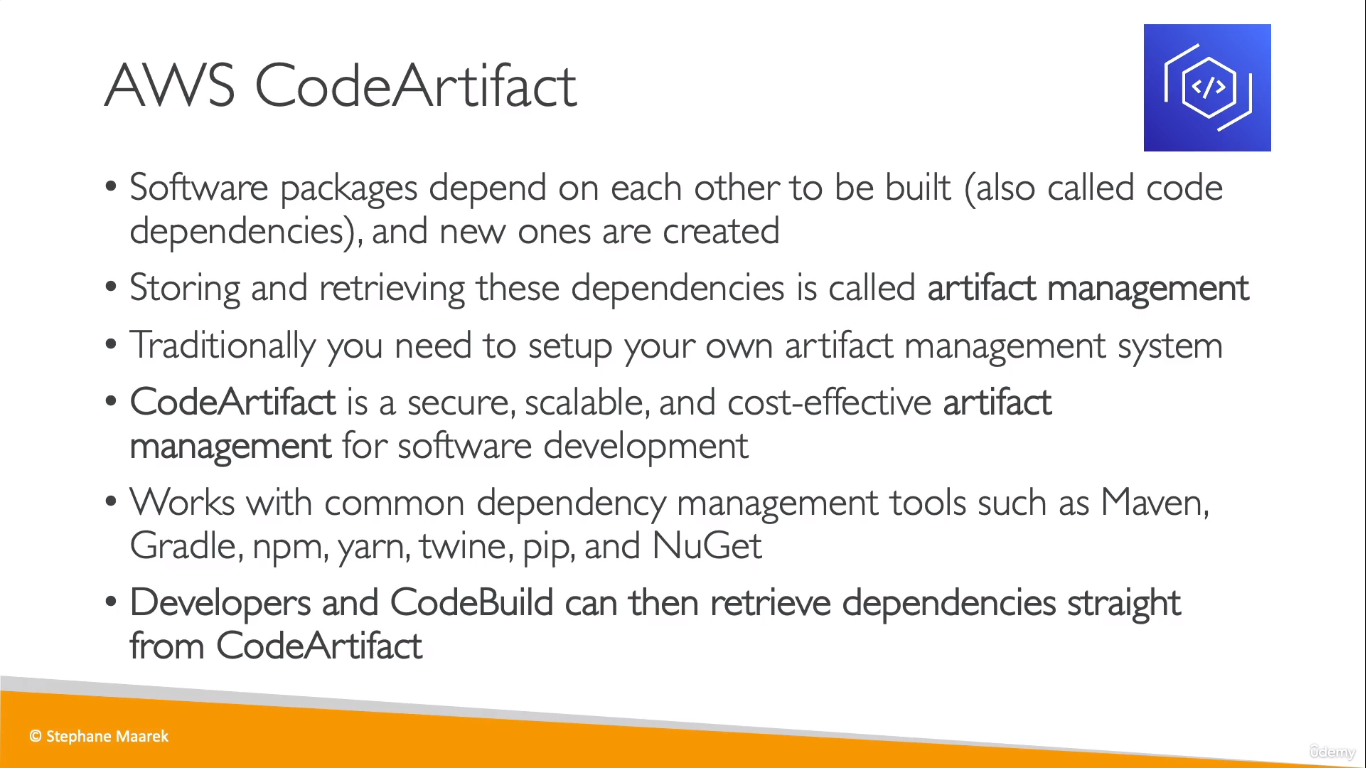 AWS CodeArtifact
</>
• Software packages depend on each other to be built (also called code
dependencies), and new ones are created
• Storing and retrieving these dependencies is called artifact management
• Traditionally you need to setup your own artifact management system
• CodeArtifact is a secure, scalable, and cost-effective artifact
management for software development
• Works with common dependency management tools such as Maven,
Gradle, npm, yarn, twine, pip, and NuGet
• Developers and CodeBuild can then retrieve dependencies straight
from CodeArtifact
© Stephane Maarek
ûdemy